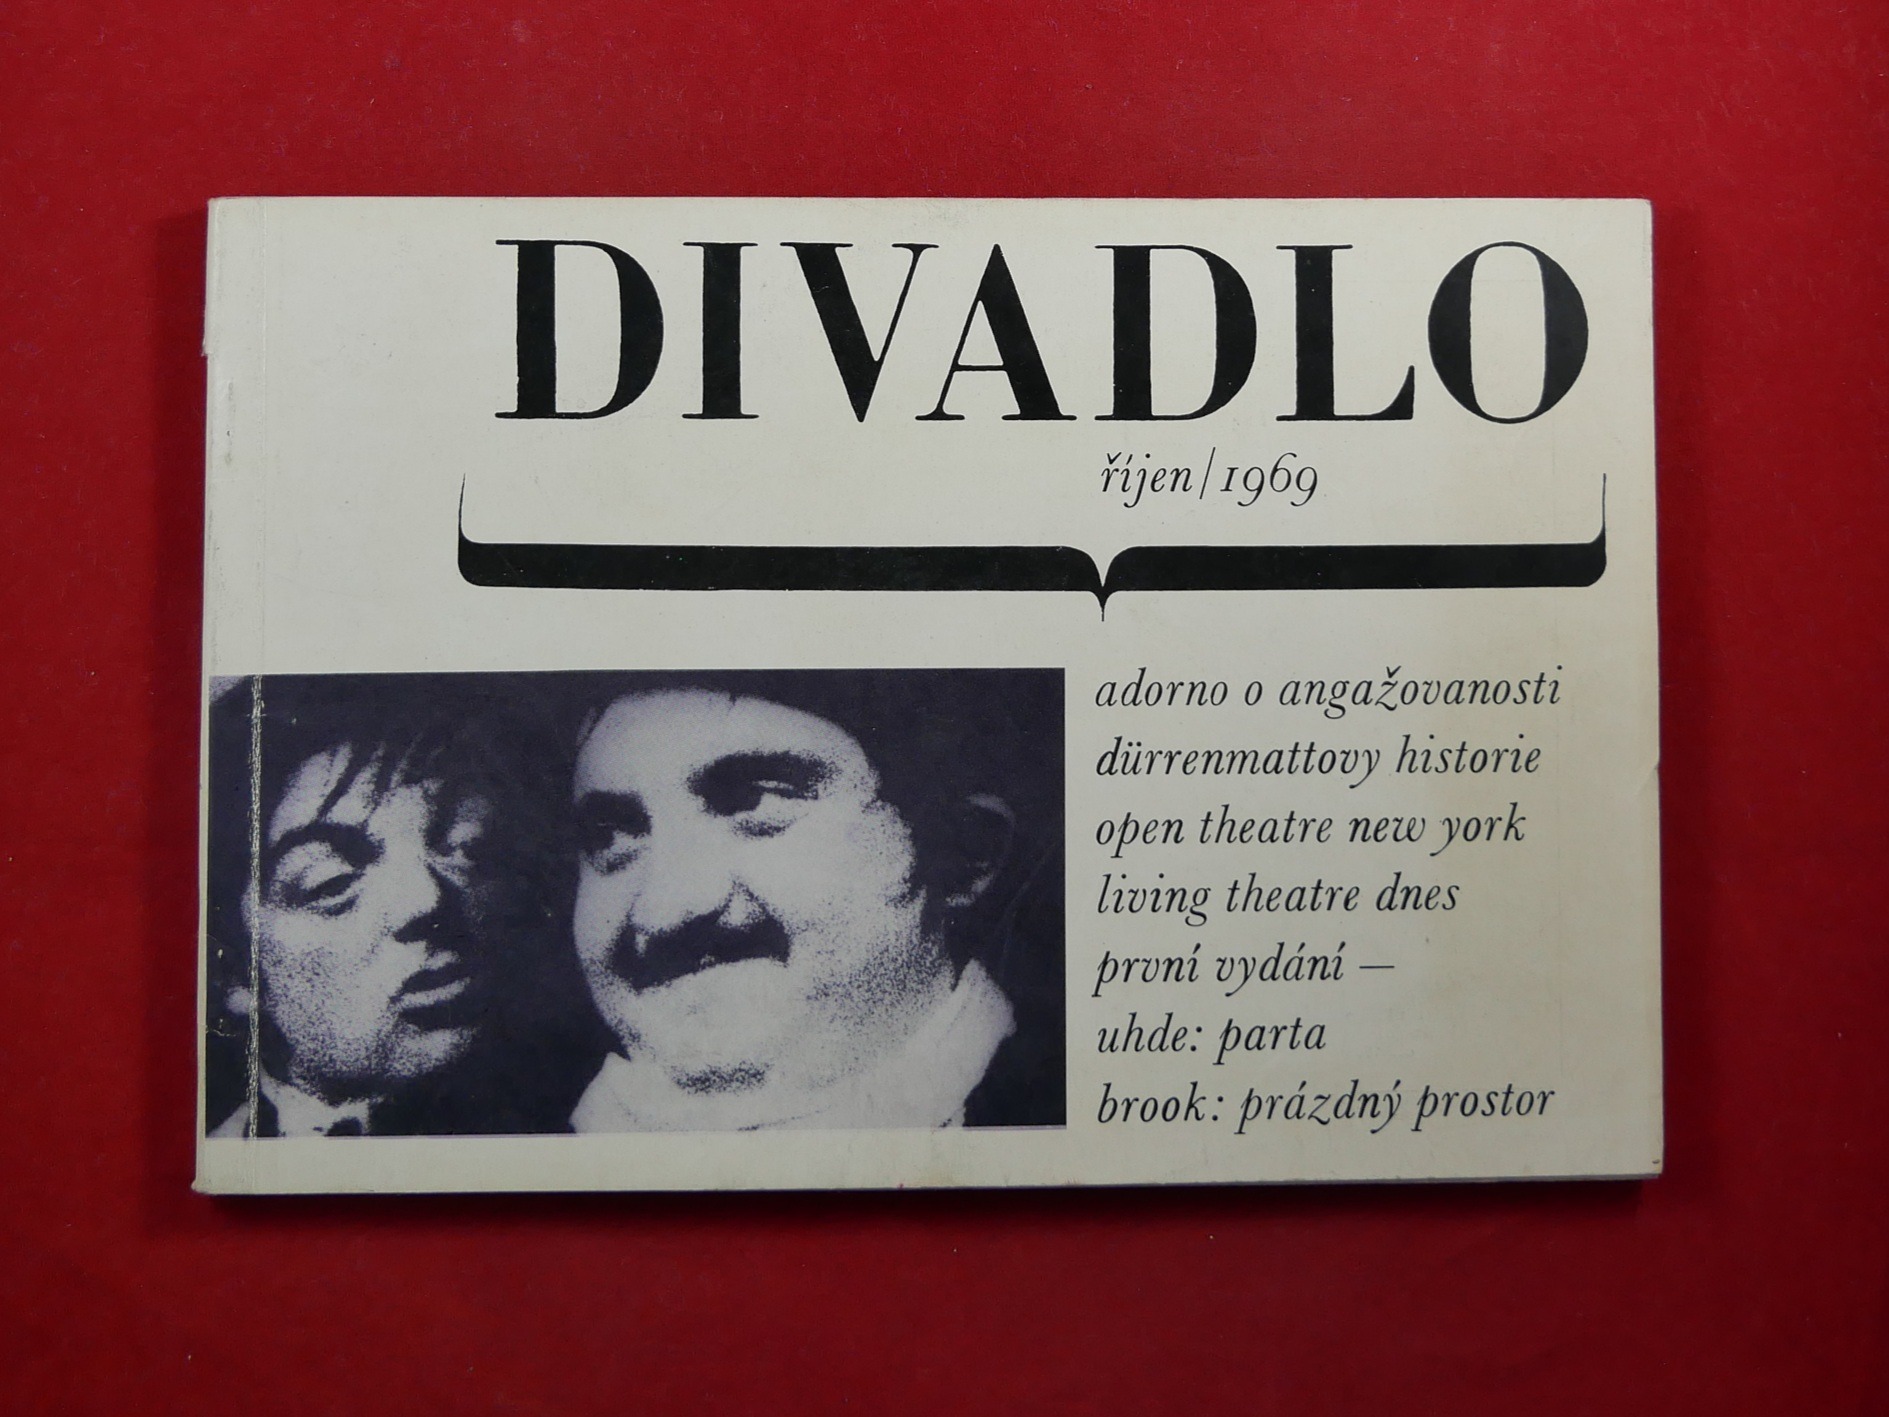 DIVADLO
říjen/1969
adorno o angažovanosti
dürrenmattovy historie
open theatre new york
living theatre dnes
první vydání —
uhde: parta
brook: prázdný prostor